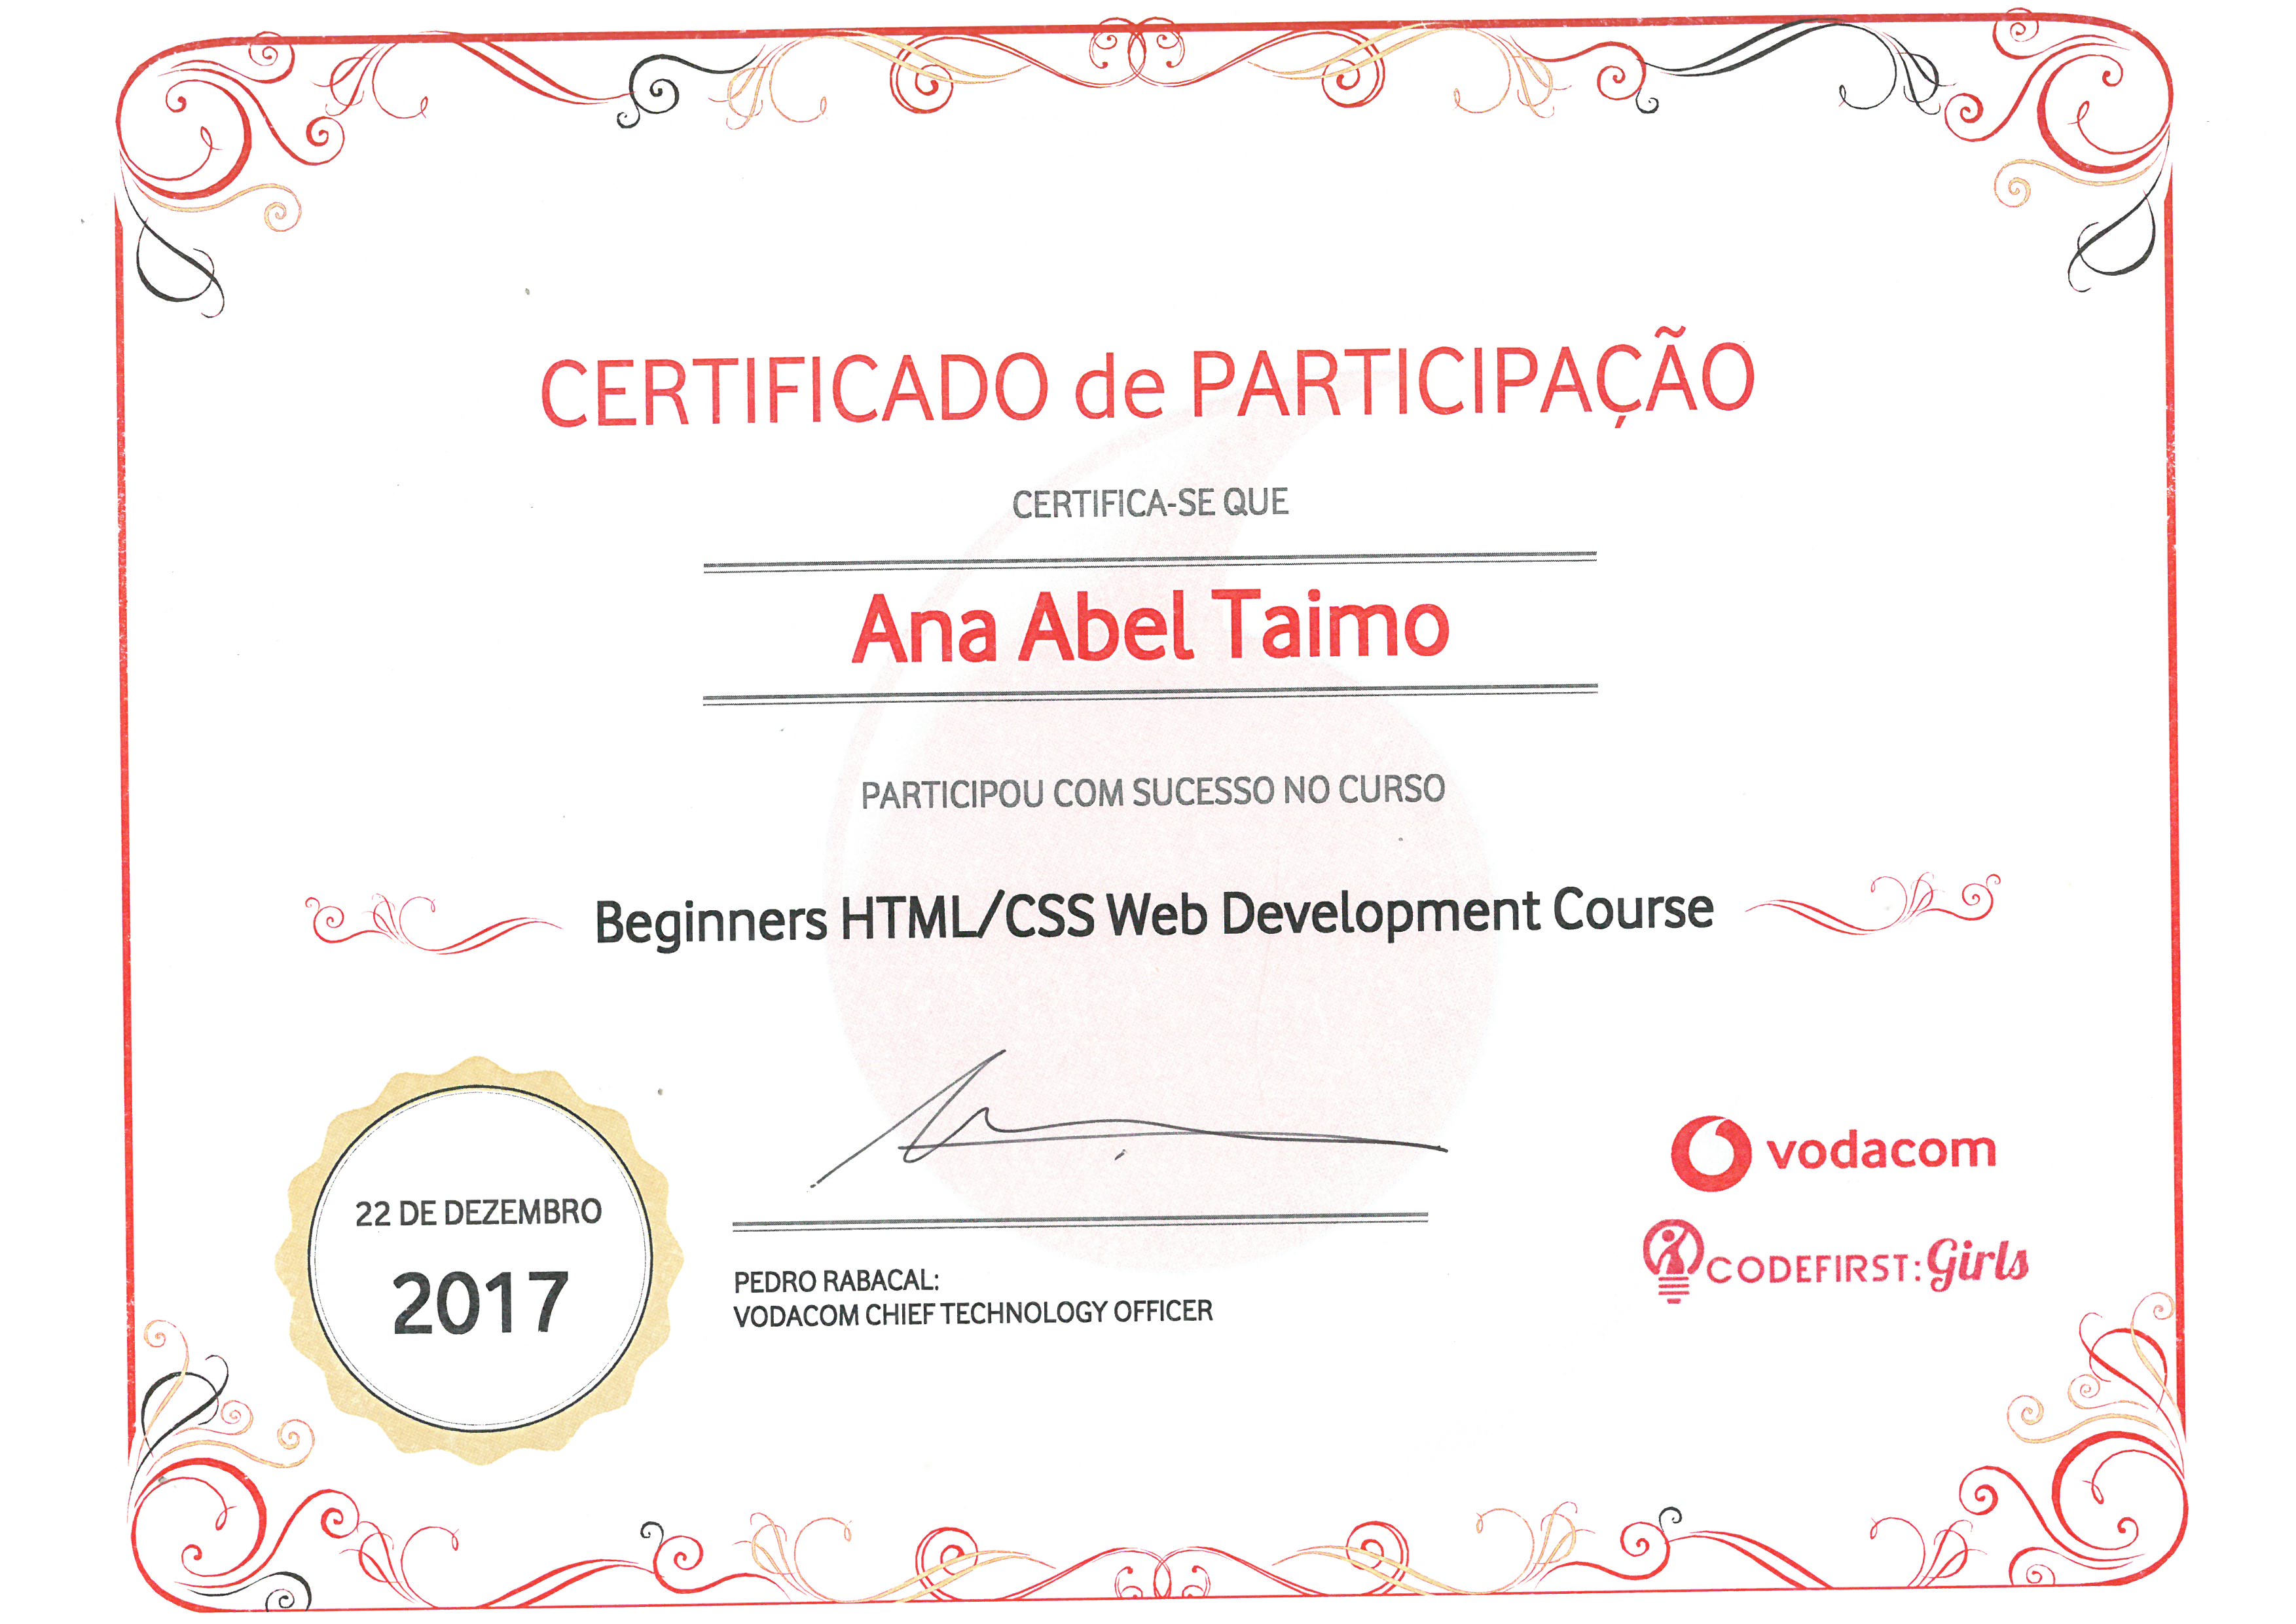 CERTIFICADO de PARTICIPAÇÃO
CERTIFICA-SE QUE
Ana Abel Taimo
PARTICIPOU COM SUCESSO NO CURSO
Beginners HTML/CSS Web Development Course
22 DE DEZEMBRO
2017
PEDRO RABACAL:
VODACOM CHIEF TECHNOLOGY OFFICER
vodacom
CODEFIRST: Girls